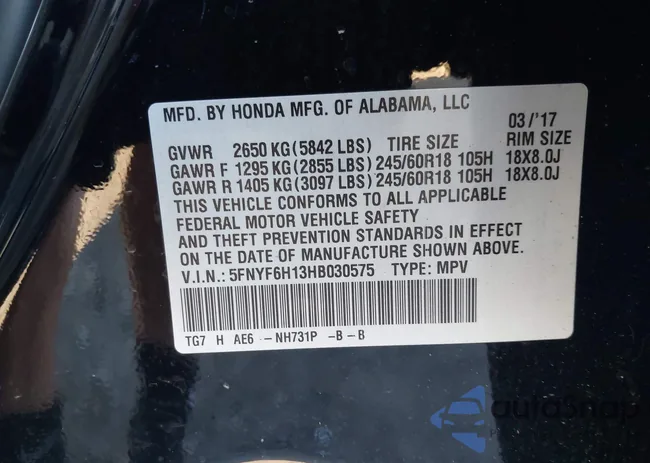 MFD. BY HONDA MFG. OF ALABAMA, LLC
03/'17
GVWR 2650 KG(5842 LBS) TIRE SIZE RIM SIZE
GAWR F 1295 KG(2855 LBS)245/60R18 105H 18X8.0J
GAWR R 1405 KG(3097 LBS)245/60R18 105H 18X8.0J
THIS VEHICLE CONFORMS TO ALL APPLICABLE
FEDERAL MOTOR VEHICLE SAFETY
AND THEFT PREVENTION STANDARDS IN EFFECT
ON THE DATE OF MANUFACTURE SHOWN ABOVE.
V.I.N.: 5FNYF6H13HB030575 TYPE: MPV
TG7 H AE6 -NH731P -B-B
autoSnap